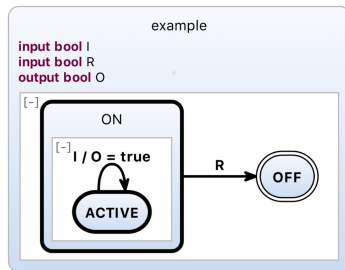 example
input bool I
input bool R
output bool O
[-]
ON
[-]
I / O = true
ACTIVE
R
OFF